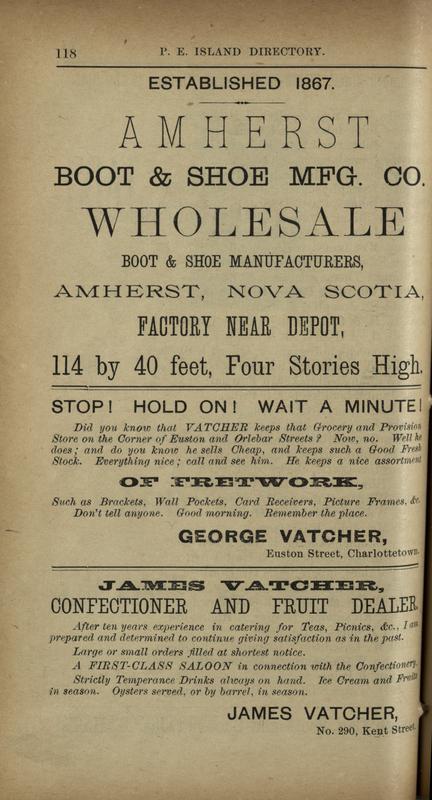 118 P. E. ISLAND DIRECTORY.
ESTABLISHED 1867.
AMHERST
BOOT & SHOE MFG. CO.
WHOLESALE
BOOT & SHOE MANUFACTURERS,
AMHERST, NOVA SCOTIA,
FACTORY NEAR DEPOT,
114 by 40 feet, Four Stories High.
STOP! HOLD ON! WAIT A MINUTE!
Did you know that VATCHER keeps that Grocery and Provision
Store on the Corner of Euston and Orlebar Streets? Now, no. Well he
does; and do you know he sells Cheap, and keeps such a Good Fresh
Stock. Everything nice; call and see him. He keeps a nice assortment
OF FRETWORK,
Such as Brackets, Wall Pockets, Card Receivers, Picture Frames, &c.
Don't tell anyone. Good morning. Remember the place.
GEORGE VATCHER,
Euston Street, Charlottetown.
JAMES VATCHER,
CONFECTIONER AND FRUIT DEALER.
After ten years experience in catering for Teas, Picnics, &c., I am
prepared and determined to continue giving satisfaction as in the past.
Large or small orders filled at shortest notice.
A FIRST-CLASS SALOON in connection with the Confectionery.
Strictly Temperance Drinks always on hand. Ice Cream and Fruits
in season. Oysters served, or by barrel, in season.
JAMES VATCHER,
No. 290, Kent Street.